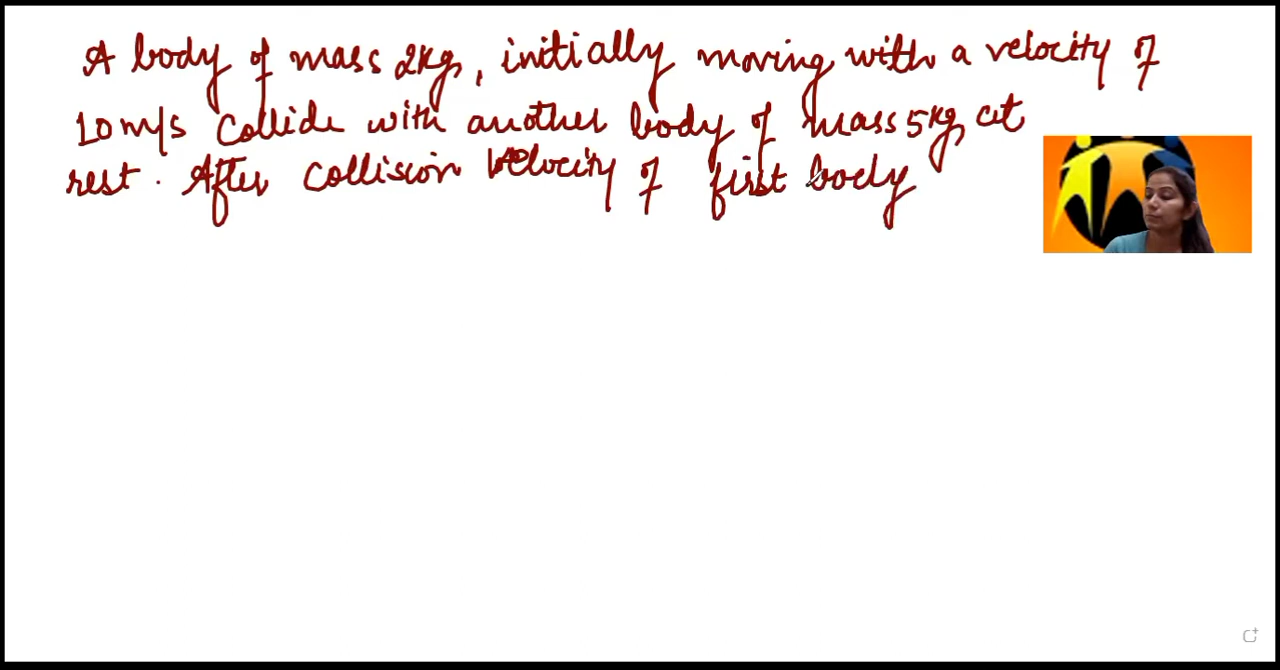 A body of mass 2kg, initially moving with a velocity of
10m/s collide with another body of mass 5kg at
rest. After collision velocity of first body